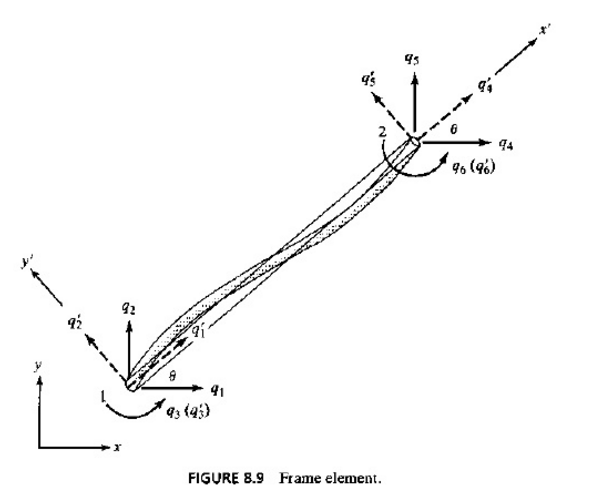 x'
q5
q'5
q'4
2
θ
q4
q6 (q'6)
y'
q2
q'2
q'1
y
θ
q1
1
q3 (q'3)
x
FIGURE 8.9 Frame element.